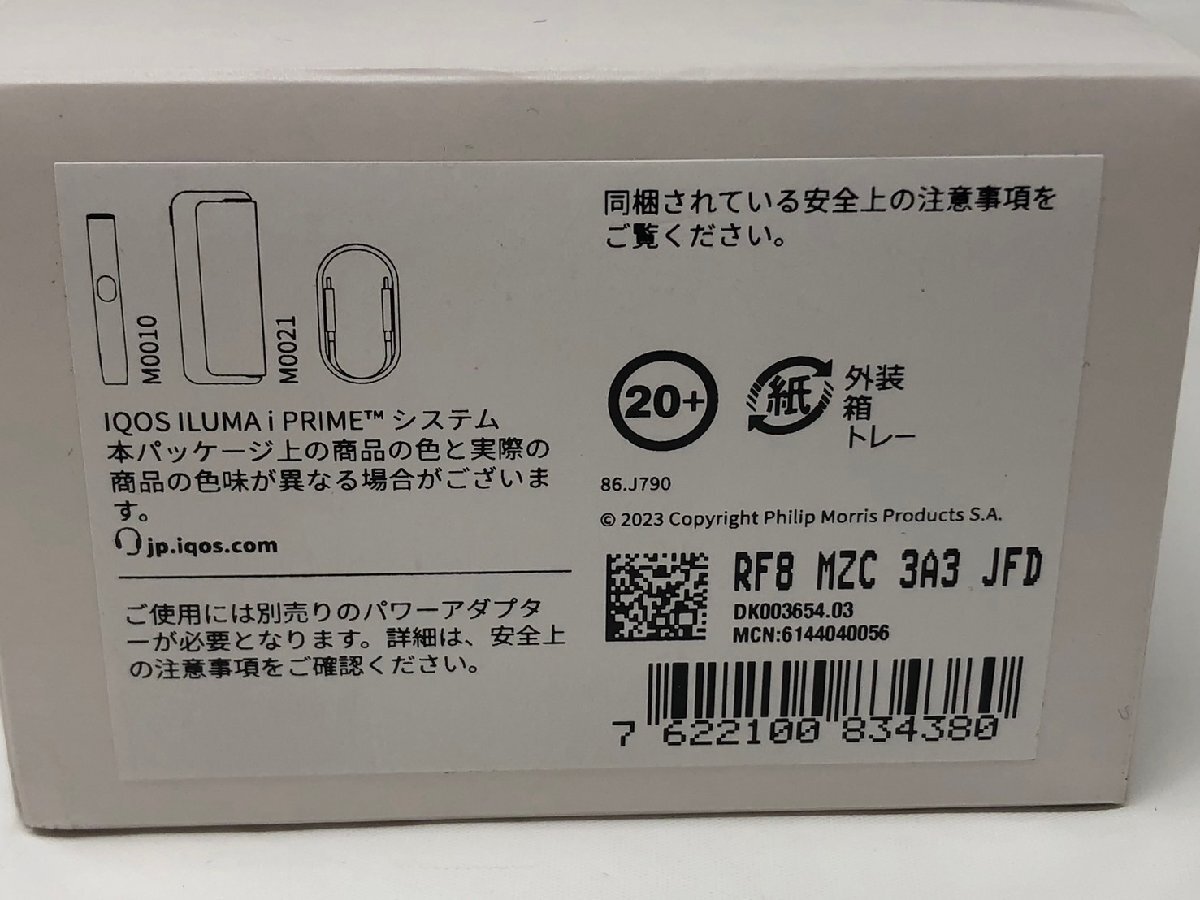 M0010
M0021
IQOS ILUMA i PRIME™ システム
本パッケージ上の商品の色と実際の
商品の色味が異なる場合がございま
す。
jp.iqos.com
ご使用には別売りのパワーアダプタ
ーが必要となります。詳細は、安全上
の注意事項をご確認ください。
同梱されている安全上の注意事項を
ご覧ください。
20+
紙
外装
箱
トレー
86.J790
© 2023 Copyright Philip Morris Products S.A.
RF8 MZC 3A3 JFD
DK003654.03
MCN:6144040056
7 622100 834380